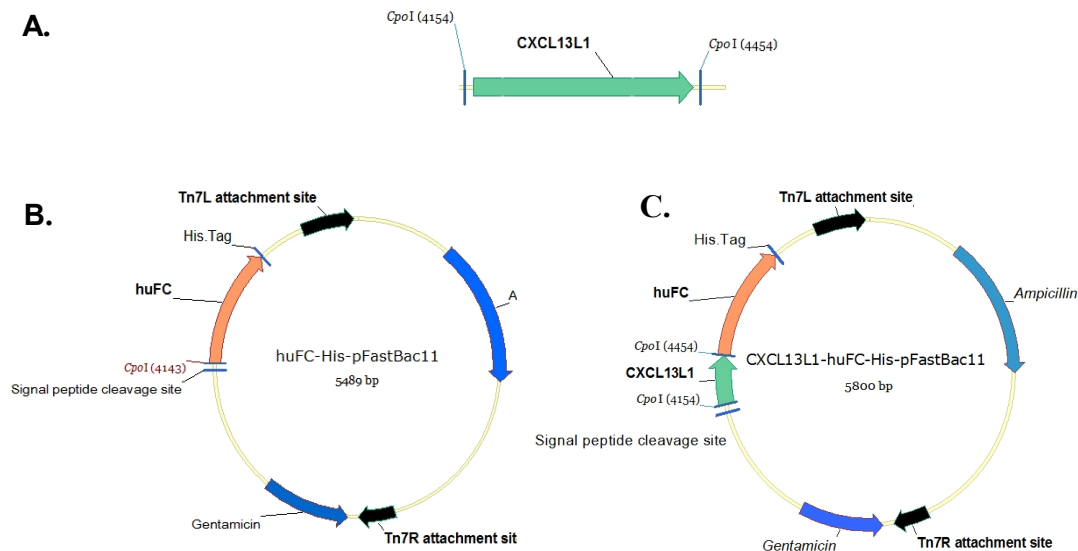 A.
CpoI (4154)
CXCL13L1
CpoI (4454)
B.
Tn7L attachment site
His.Tag
huFC
A
huFC-His-pFastBac11
5489 bp
CpoI (4143)
Signal peptide cleavage site
Gentamicin
Tn7R attachment sit
C.
Tn7L attachment site
His.Tag
huFC
Ampicillin
CpoI (4454)
CXCL13L1-huFC-His-pFastBac11
CXCL13L1
5800 bp
CpoI (4154)
Signal peptide cleavage site
Gentamicin
Tn7R attachment site